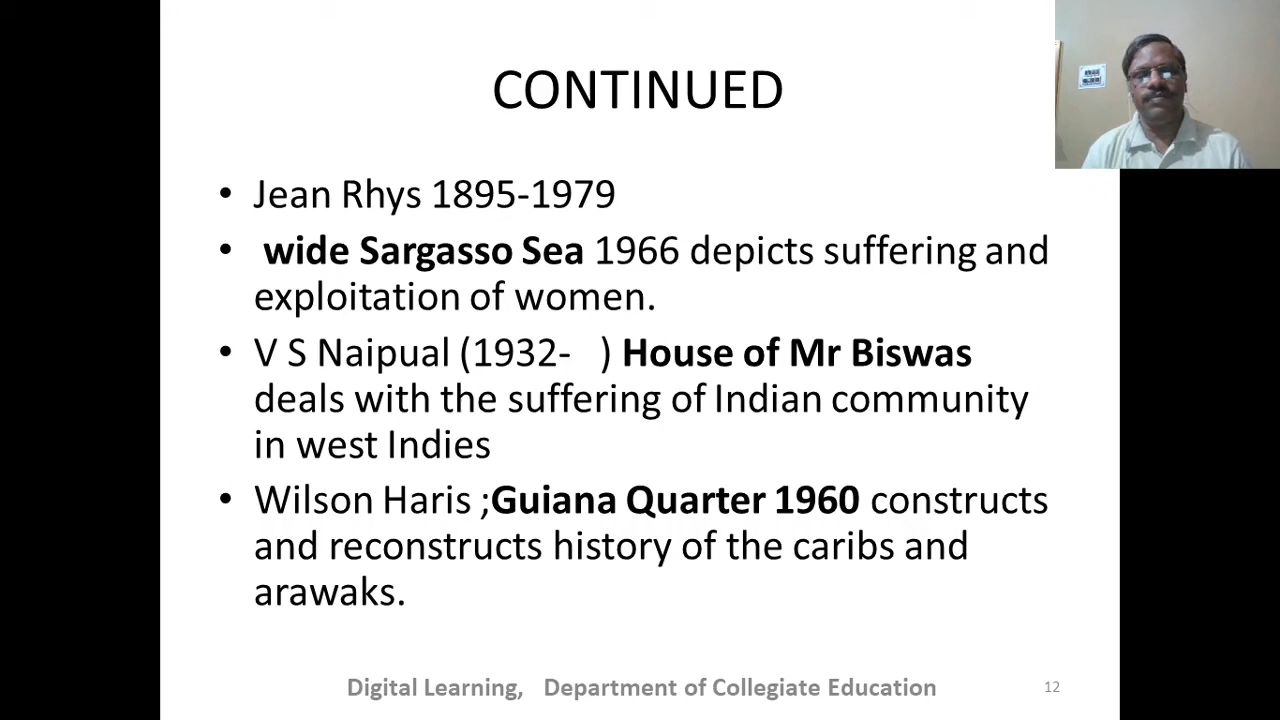 CONTINUED
• Jean Rhys 1895-1979
• wide Sargasso Sea 1966 depicts suffering and
exploitation of women.
• V S Naipual (1932- ) House of Mr Biswas
deals with the suffering of Indian community
in west Indies
• Wilson Haris ;Guiana Quarter 1960 constructs
and reconstructs history of the caribs and
arawaks.
Digital Learning, Department of Collegiate Education
12